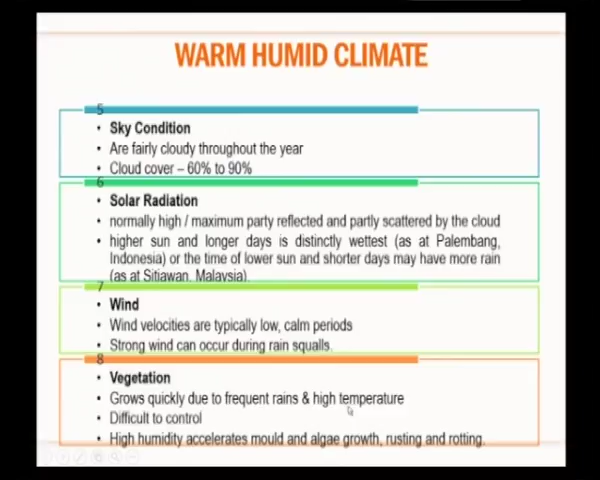 WARM HUMID CLIMATE
5
• Sky Condition
• Are fairly cloudy throughout the year
• Cloud cover – 60% to 90%
6
• Solar Radiation
• normally high / maximum party reflected and partly scattered by the cloud
• higher sun and longer days is distinctly wettest (as at Palembang,
Indonesia) or the time of lower sun and shorter days may have more rain
(as at Sitiawan, Malaysia).
7
• Wind
• Wind velocities are typically low, calm periods
• Strong wind can occur during rain squalls.
8
• Vegetation
• Grows quickly due to frequent rains & high temperature
• Difficult to control
• High humidity accelerates mould and algae growth, rusting and rotting.